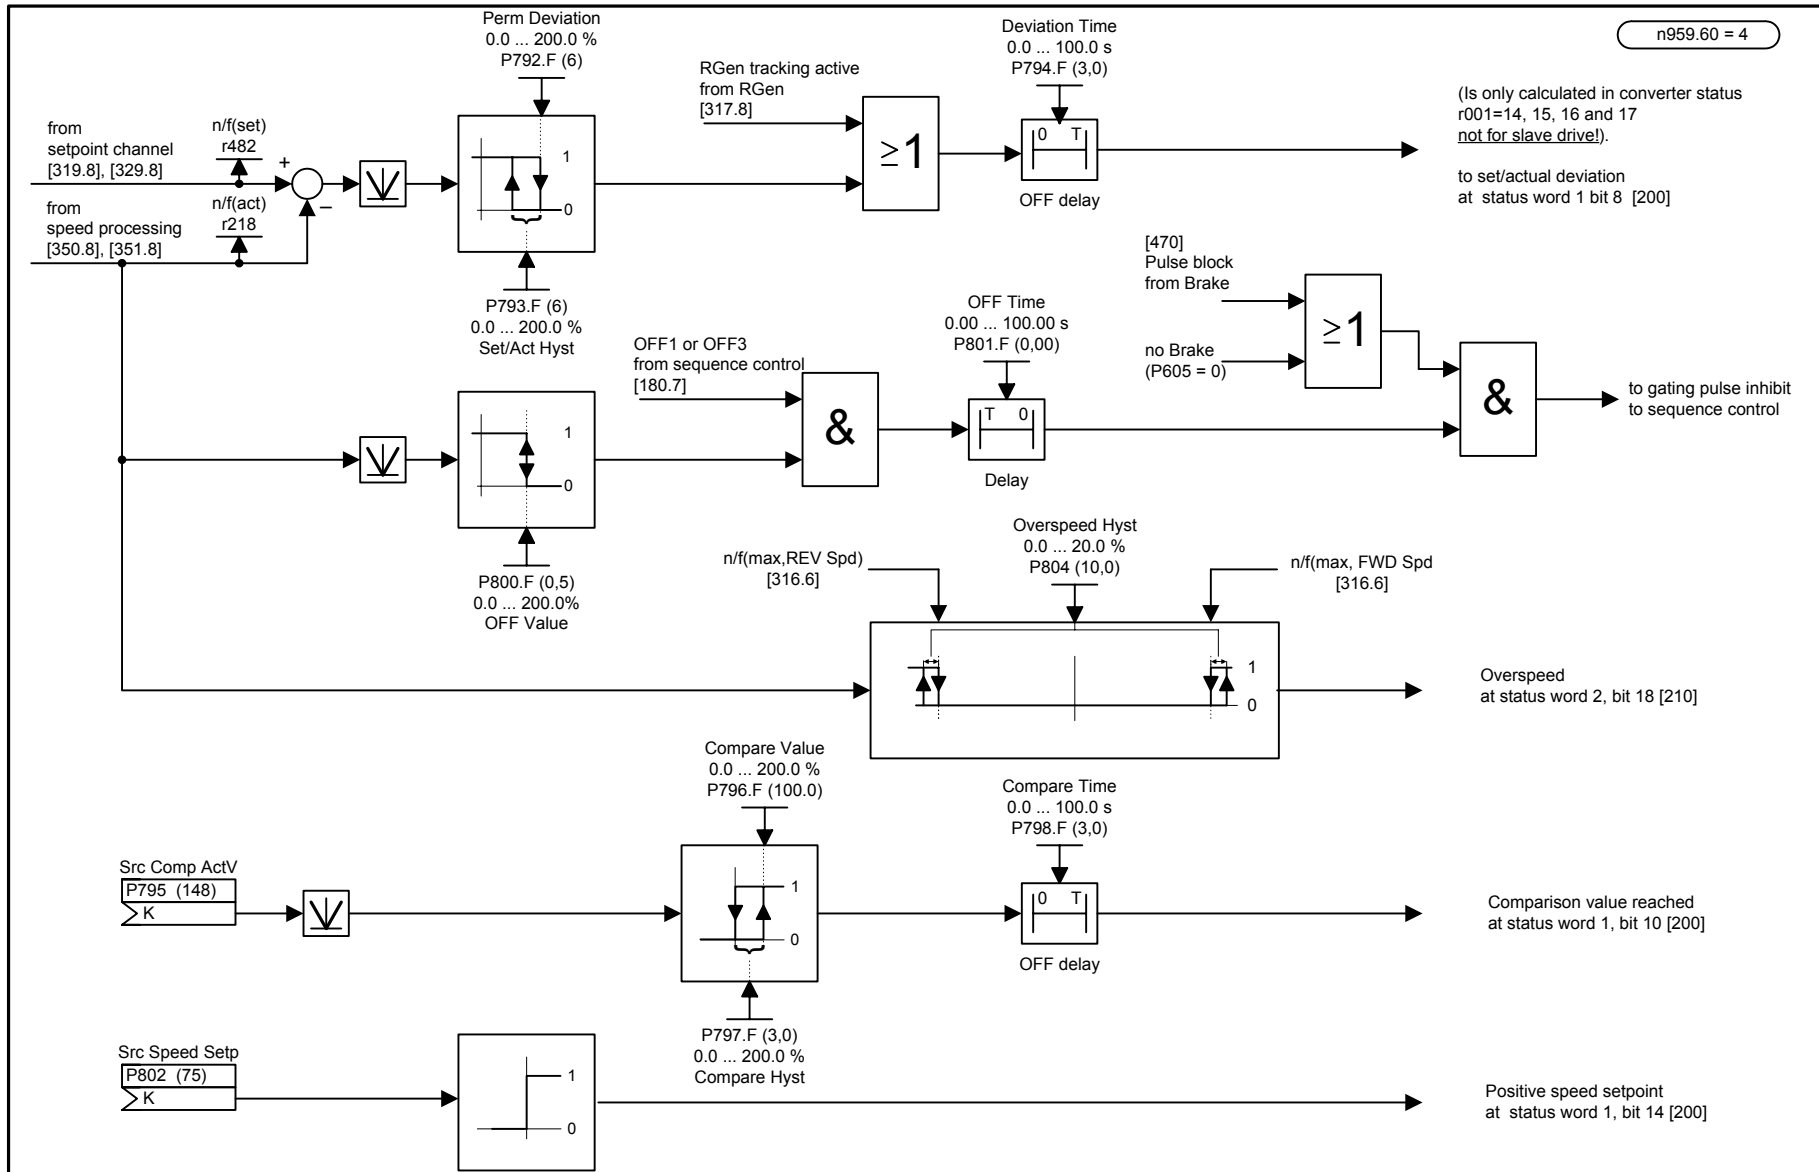 n959.60 = 4
Perm Deviation
0.0 ... 200.0 %
P792.F (6)
RGen tracking active
from RGen
[317.8]
Deviation Time
0.0 ... 100.0 s
P794.F (3,0)
(Is only calculated in converter status
r001=14, 15, 16 and 17
not for slave drive!).
from
setpoint channel
[319.8], [329.8]
n/f(set)
r482
+
−
1
0
≥1
0 T
OFF delay
to set/actual deviation
at status word 1 bit 8 [200]
from
speed processing
[350.8], [351.8]
n/f(act)
r218
P793.F (6)
0.0 ... 200.0 %
Set/Act Hyst
OFF1 or OFF3
from sequence control
[180.7]
OFF Time
0.00 ... 100.00 s
P801.F (0,00)
[470]
Pulse block
from Brake
no Brake
(P605 = 0)
≥1
1
0
&
T 0
Delay
&
to gating pulse inhibit
to sequence control
P800.F (0,5)
0.0 ... 200.0%
OFF Value
n/f(max,REV Spd)
[316.6]
Overspeed Hyst
0.0 ... 20.0 %
P804 (10,0)
n/f(max, FWD Spd
[316.6]
1
0
Overspeed
at status word 2, bit 18 [210]
Compare Value
0.0 ... 200.0 %
P796.F (100.0)
Compare Time
0.0 ... 100.0 s
P798.F (3,0)
Src Comp ActV
P795 (148)
K
1
0
0 T
OFF delay
Comparison value reached
at status word 1, bit 10 [200]
P797.F (3,0)
0.0 ... 200.0 %
Compare Hyst
Src Speed Setp
P802 (75)
K
1
0
Positive speed setpoint
at status word 1, bit 14 [200]